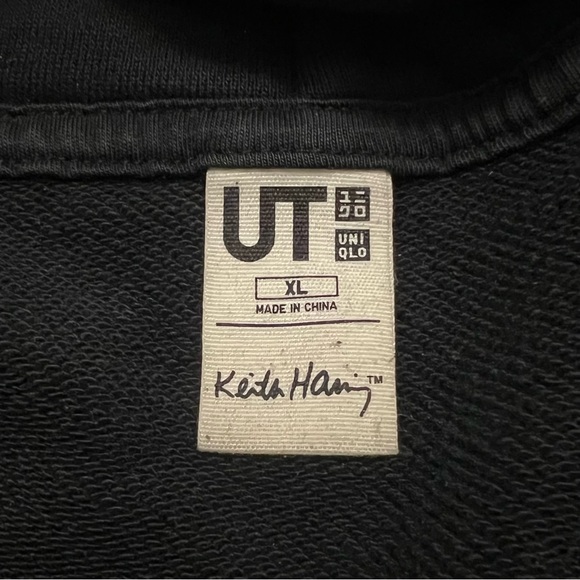 UT
ユニ
クロ
UNI
QLO
XL
MADE IN CHINA
Keith Haring™